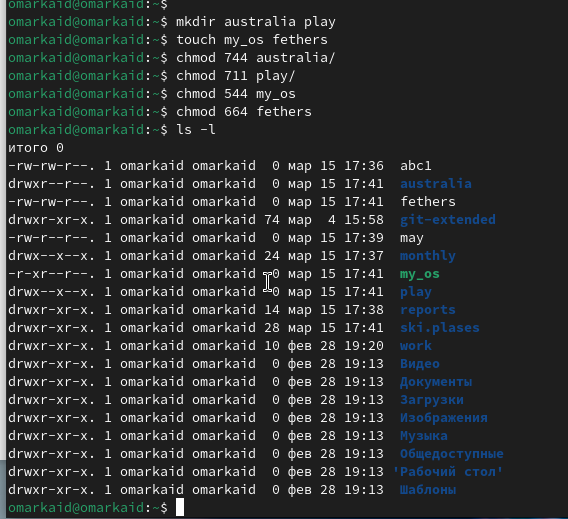 omarkaid@omarkaid:~$
omarkaid@omarkaid:~$ mkdir australia play
omarkaid@omarkaid:~$ touch my_os fethers
omarkaid@omarkaid:~$ chmod 744 australia/
omarkaid@omarkaid:~$ chmod 711 play/
omarkaid@omarkaid:~$ chmod 544 my_os
omarkaid@omarkaid:~$ chmod 664 fethers
omarkaid@omarkaid:~$ ls -l
итого 0
-rw-rw-r--. 1 omarkaid omarkaid  0 мар 15 17:36  abc1
drwxr--r--. 1 omarkaid omarkaid  0 мар 15 17:41  australia
-rw-rw-r--. 1 omarkaid omarkaid  0 мар 15 17:41  fethers
drwxr-xr-x. 1 omarkaid omarkaid 74 мар  4 15:58  git-extended
-rw-r--r--. 1 omarkaid omarkaid  0 мар 15 17:39  may
drwx--x--x. 1 omarkaid omarkaid 24 мар 15 17:37  monthly
-r-xr--r--. 1 omarkaid omarkaid  0 мар 15 17:41  my_os
drwx--x--x. 1 omarkaid omarkaid  0 мар 15 17:41  play
drwxr-xr-x. 1 omarkaid omarkaid 14 мар 15 17:38  reports
drwxr-xr-x. 1 omarkaid omarkaid 28 мар 15 17:41  ski.plases
drwxr-xr-x. 1 omarkaid omarkaid 10 фев 28 19:20  work
drwxr-xr-x. 1 omarkaid omarkaid  0 фев 28 19:13  Видео
drwxr-xr-x. 1 omarkaid omarkaid  0 фев 28 19:13  Документы
drwxr-xr-x. 1 omarkaid omarkaid  0 фев 28 19:13  Загрузки
drwxr-xr-x. 1 omarkaid omarkaid  0 фев 28 19:13  Изображения
drwxr-xr-x. 1 omarkaid omarkaid  0 фев 28 19:13  Музыка
drwxr-xr-x. 1 omarkaid omarkaid  0 фев 28 19:13  Общедоступные
drwxr-xr-x. 1 omarkaid omarkaid  0 фев 28 19:13 'Рабочий стол'
drwxr-xr-x. 1 omarkaid omarkaid  0 фев 28 19:13  Шаблоны
omarkaid@omarkaid:~$